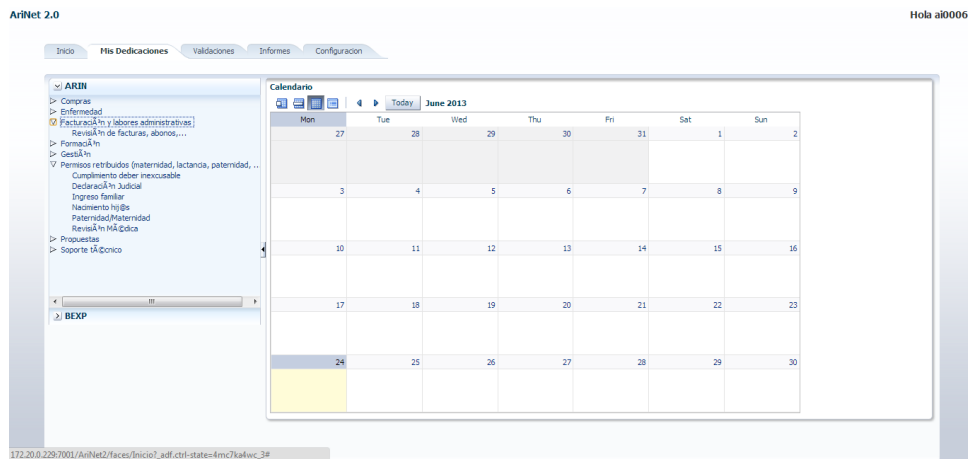 AriNet 2.0
Hola ai0006
Inicio
Mis Dedicaciones
Validaciones
Informes
Configuracion
ARIN
Compras
Enfermedad
FacturaciÃ³n y labores administrativas
RevisiÃ³n de facturas, abonos,...
FormaciÃ³n
GestiÃ³n
Permisos retribuidos (maternidad, lactancia, paternidad, ..
Cumplimiento deber inexcusable
DeclaraciÃ³n Judicial
Ingreso familiar
Nacimiento hij@s
Paternidad/Maternidad
RevisiÃ³n MÃ©dica
Propuestas
Soporte tÃ©cnico
BEXP
Calendario
Today June 2013
Mon Tue Wed Thu Fri Sat Sun
27 28 29 30 31 1 2
3 4 5 6 7 8 9
10 11 12 13 14 15 16
17 18 19 20 21 22 23
24 25 26 27 28 29 30
172.20.0.229:7001/AriNet2/faces/Inicio?_adf.ctrl-state=4mc7ka4wc_3#